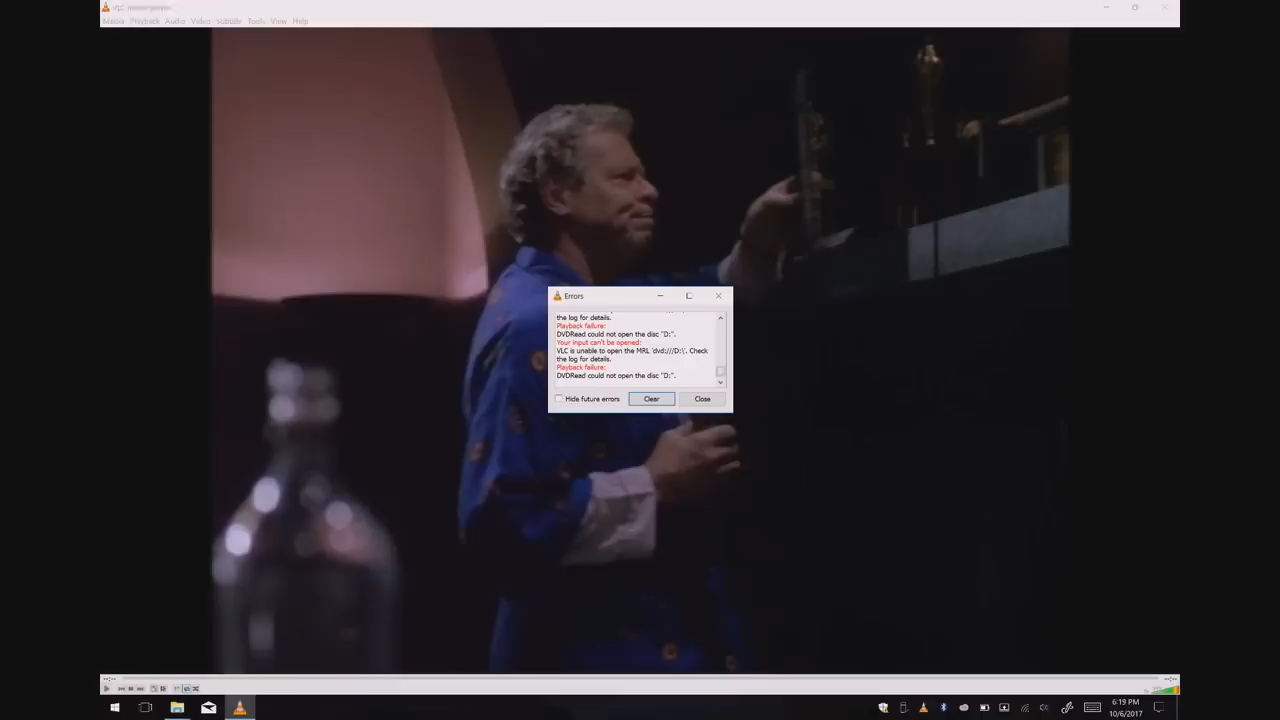 VLC media player
Media Playback Audio Video Subtitle Tools View Help
Errors
the log for details.
Playback failure:
DVDRead could not open the disc "D:".
Your input can't be opened:
VLC is unable to open the MRL 'dvd:///D:\'. Check
the log for details.
Playback failure:
DVDRead could not open the disc "D:".
Hide future errors
Clear
Close
--:--
--:--
6:19 PM
10/6/2017